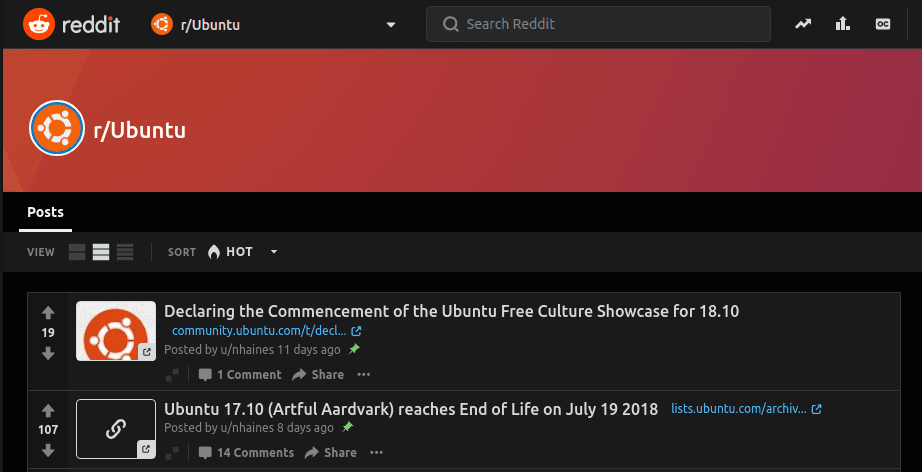 reddit r/Ubuntu Search Reddit OC
r/Ubuntu
Posts
VIEW SORT HOT
Declaring the Commencement of the Ubuntu Free Culture Showcase for 18.10
19 community.ubuntu.com/t/decl...
Posted by u/nhaines 11 days ago
1 Comment Share ...
Ubuntu 17.10 (Artful Aardvark) reaches End of Life on July 19 2018 lists.ubuntu.com/archiv...
107 Posted by u/nhaines 8 days ago
14 Comments Share ...